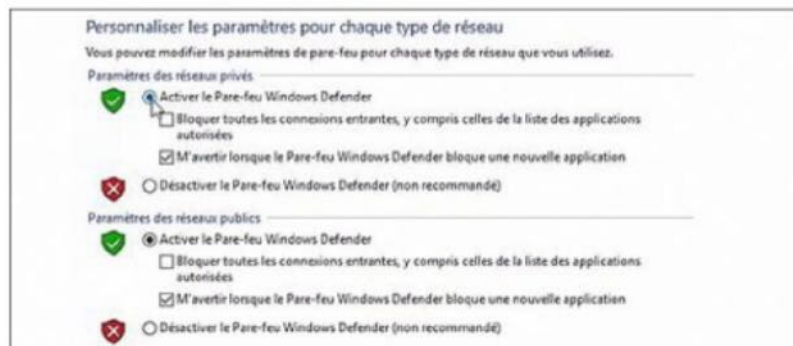 Personnaliser les paramètres pour chaque type de réseau
Vous pouvez modifier les paramètres de pare-feu pour chaque type de réseau que vous utilisez.
Paramètres des réseaux privés
Activer le Pare-feu Windows Defender
Bloquer toutes les connexions entrantes, y compris celles de la liste des applications
autorisées
M'avertir lorsque le Pare-feu Windows Defender bloque une nouvelle application
Désactiver le Pare-feu Windows Defender (non recommandé)
Paramètres des réseaux publics
Activer le Pare-feu Windows Defender
Bloquer toutes les connexions entrantes, y compris celles de la liste des applications
autorisées
M'avertir lorsque le Pare-feu Windows Defender bloque une nouvelle application
Désactiver le Pare-feu Windows Defender (non recommandé)